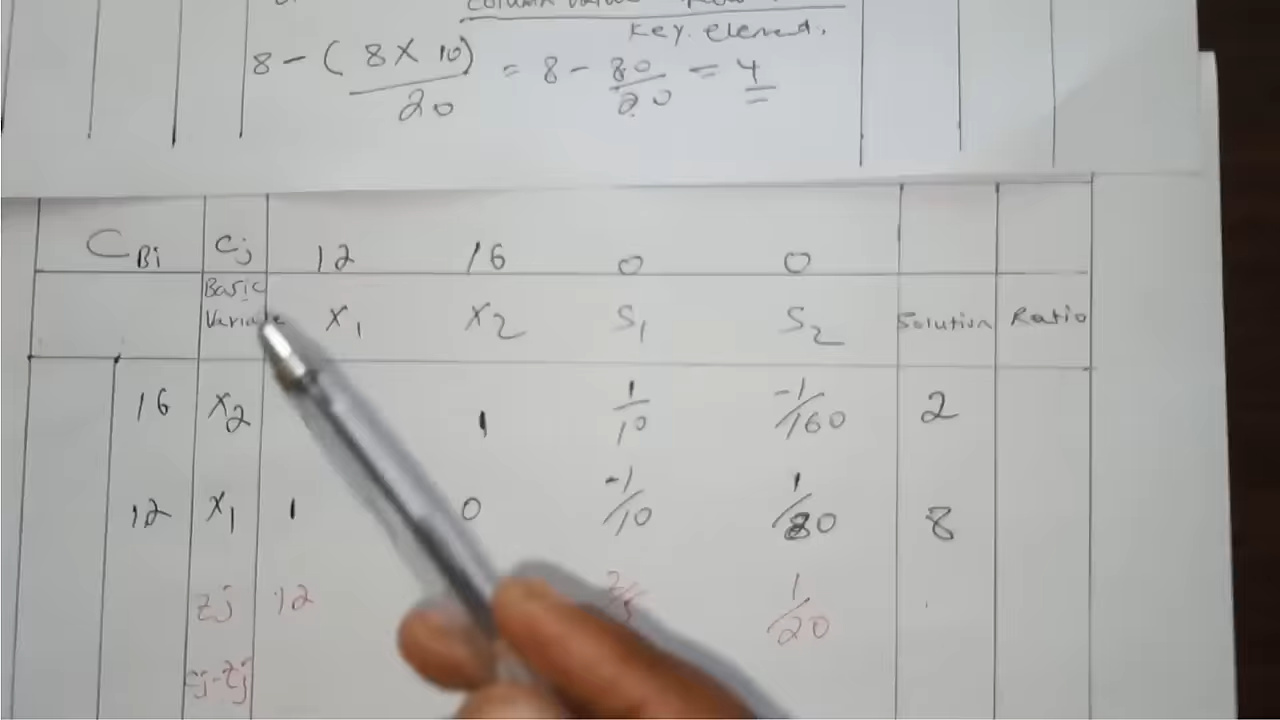 Key element.
8 - (8 X 10) / 20 = 8 - 80/20 = 4
CBi Cj 12 16 0 0
Basic Variable X1 X2 S1 S2 Solution Ratio
16 X2 1 1/10 -1/160 2
12 X1 1 0 -1/10 1/80 8
Zj 12 1/20
Cj-Zj